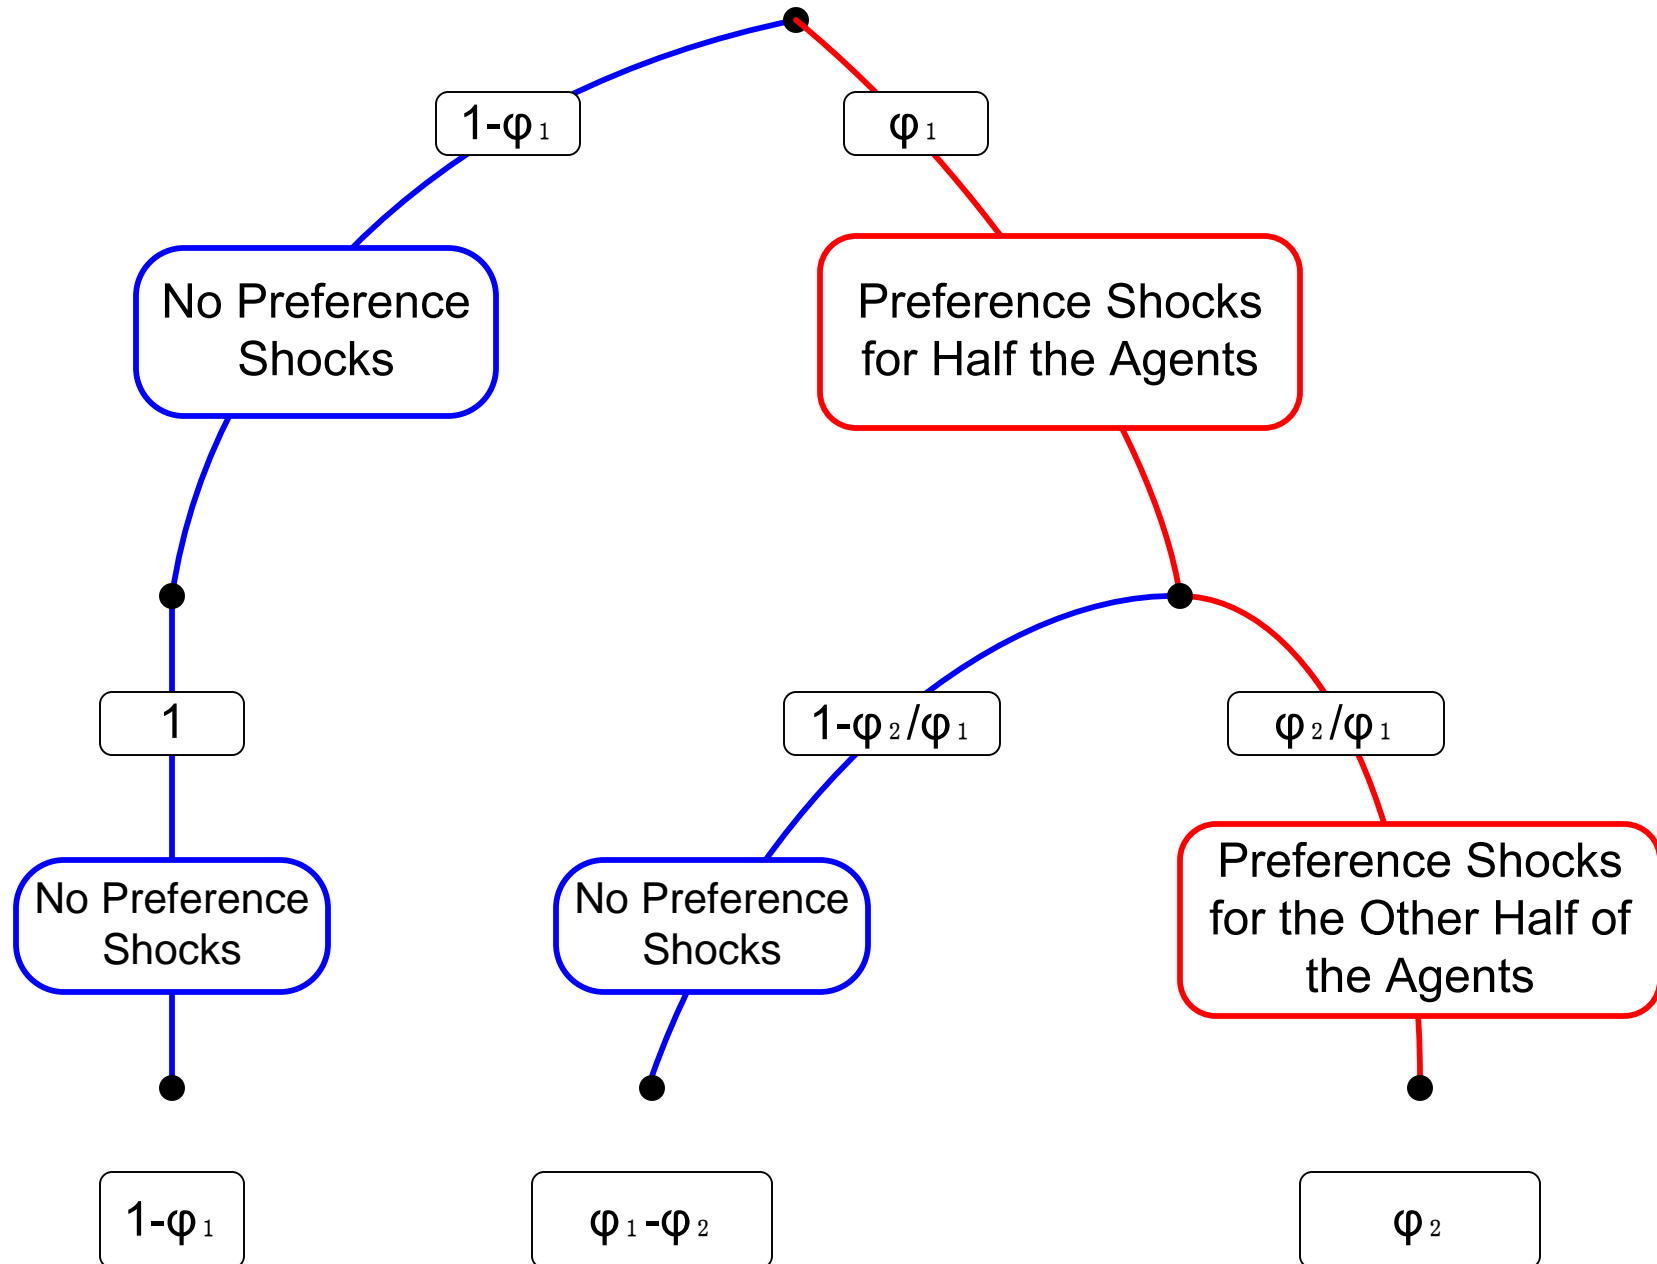 1-φ₁
φ₁
No Preference
Shocks
Preference Shocks
for Half the Agents
1
1-φ₂/φ₁
φ₂/φ₁
No Preference
Shocks
No Preference
Shocks
Preference Shocks
for the Other Half of
the Agents
1-φ₁
φ₁-φ₂
φ₂